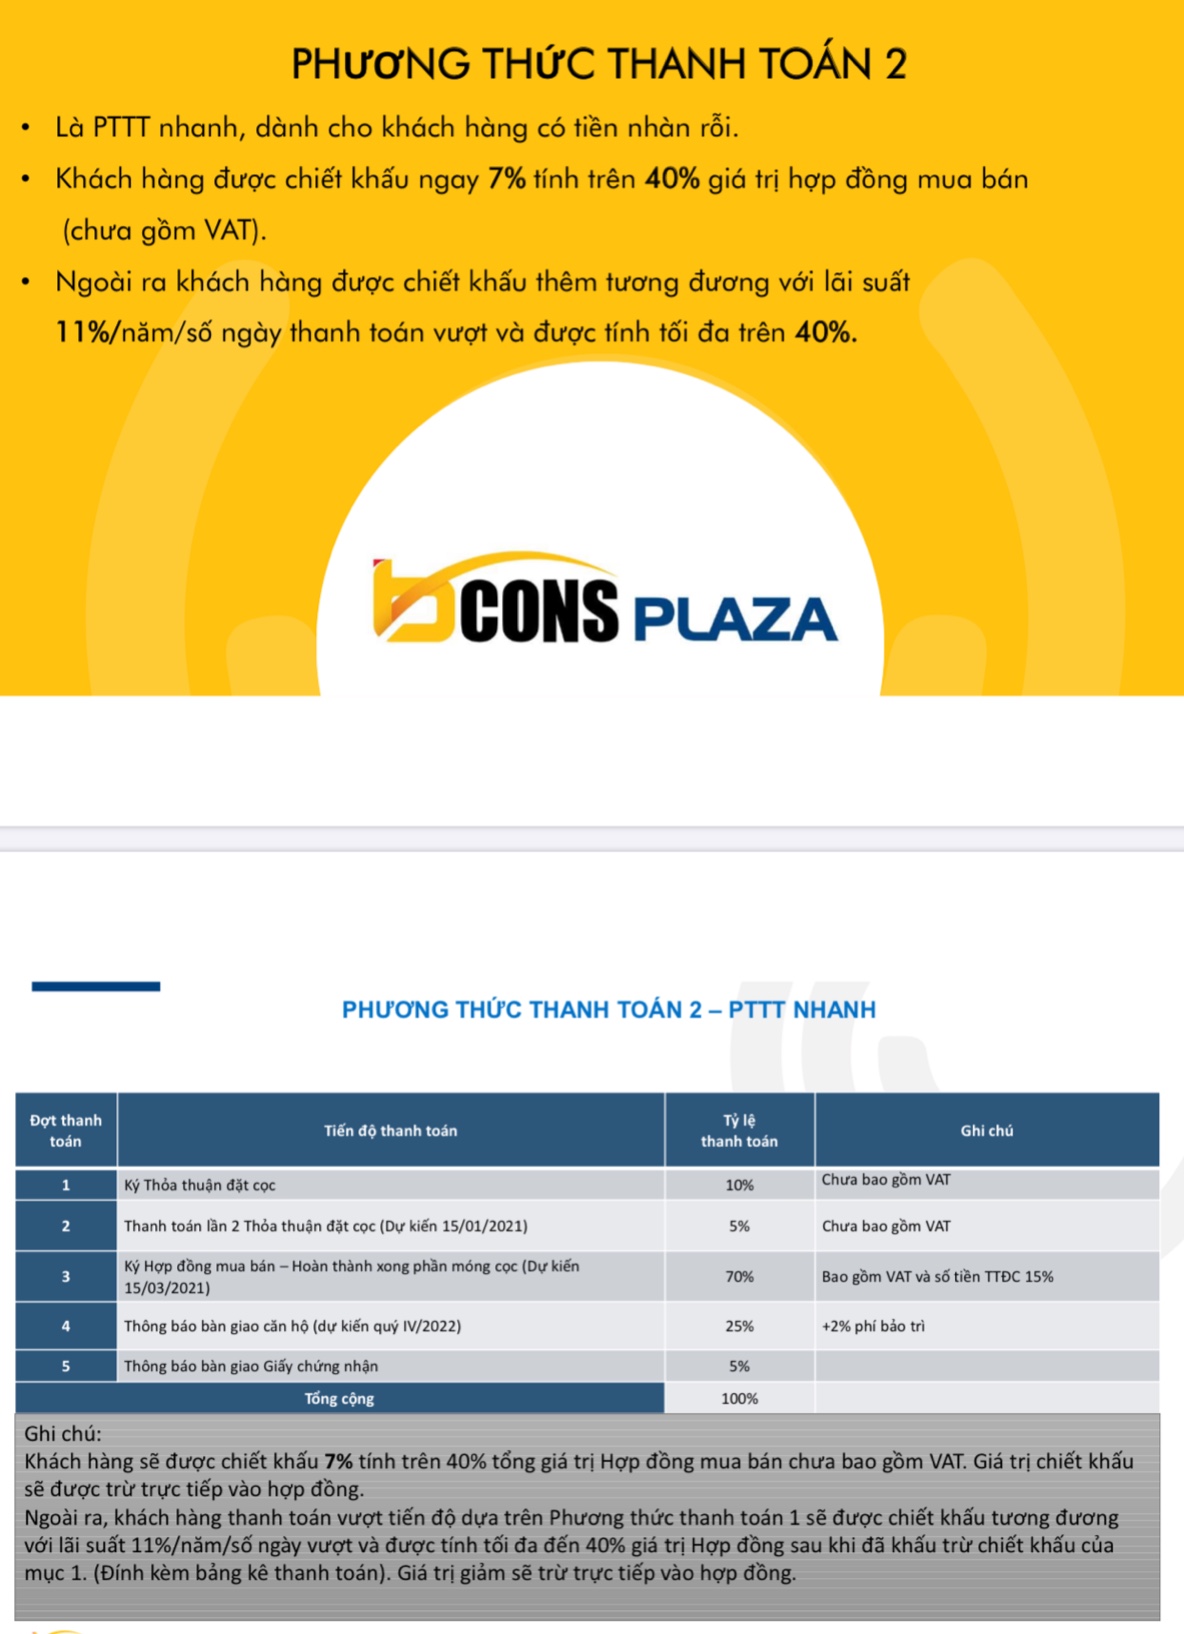 PHƯƠNG THỨC THANH TOÁN 2
• Là PTTT nhanh, dành cho khách hàng có tiền nhàn rỗi.
• Khách hàng được chiết khấu ngay 7% tính trên 40% giá trị hợp đồng mua bán
(chưa gồm VAT).
• Ngoài ra khách hàng được chiết khấu thêm tương đương với lãi suất
11%/năm/số ngày thanh toán vượt và được tính tối đa trên 40%.
bCONS PLAZA
PHƯƠNG THỨC THANH TOÁN 2 – PTTT NHANH
Đợt thanh toán Tiến độ thanh toán Tỷ lệ thanh toán Ghi chú
1 Ký Thỏa thuận đặt cọc 10% Chưa bao gồm VAT
2 Thanh toán lần 2 Thỏa thuận đặt cọc (Dự kiến 15/01/2021) 5% Chưa bao gồm VAT
3 Ký Hợp đồng mua bán – Hoàn thành xong phần móng cọc (Dự kiến 15/03/2021) 70% Bao gồm VAT và số tiền TTĐC 15%
4 Thông báo bàn giao căn hộ (dự kiến quý IV/2022) 25% +2% phí bảo trì
5 Thông báo bàn giao Giấy chứng nhận 5%
Tổng cộng 100%
Ghi chú:
Khách hàng sẽ được chiết khấu 7% tính trên 40% tổng giá trị Hợp đồng mua bán chưa bao gồm VAT. Giá trị chiết khấu
sẽ được trừ trực tiếp vào hợp đồng.
Ngoài ra, khách hàng thanh toán vượt tiến độ dựa trên Phương thức thanh toán 1 sẽ được chiết khấu tương đương
với lãi suất 11%/năm/số ngày vượt và được tính tối đa đến 40% giá trị Hợp đồng sau khi đã khấu trừ chiết khấu của
mục 1. (Đính kèm bảng kê thanh toán). Giá trị giảm sẽ trừ trực tiếp vào hợp đồng.